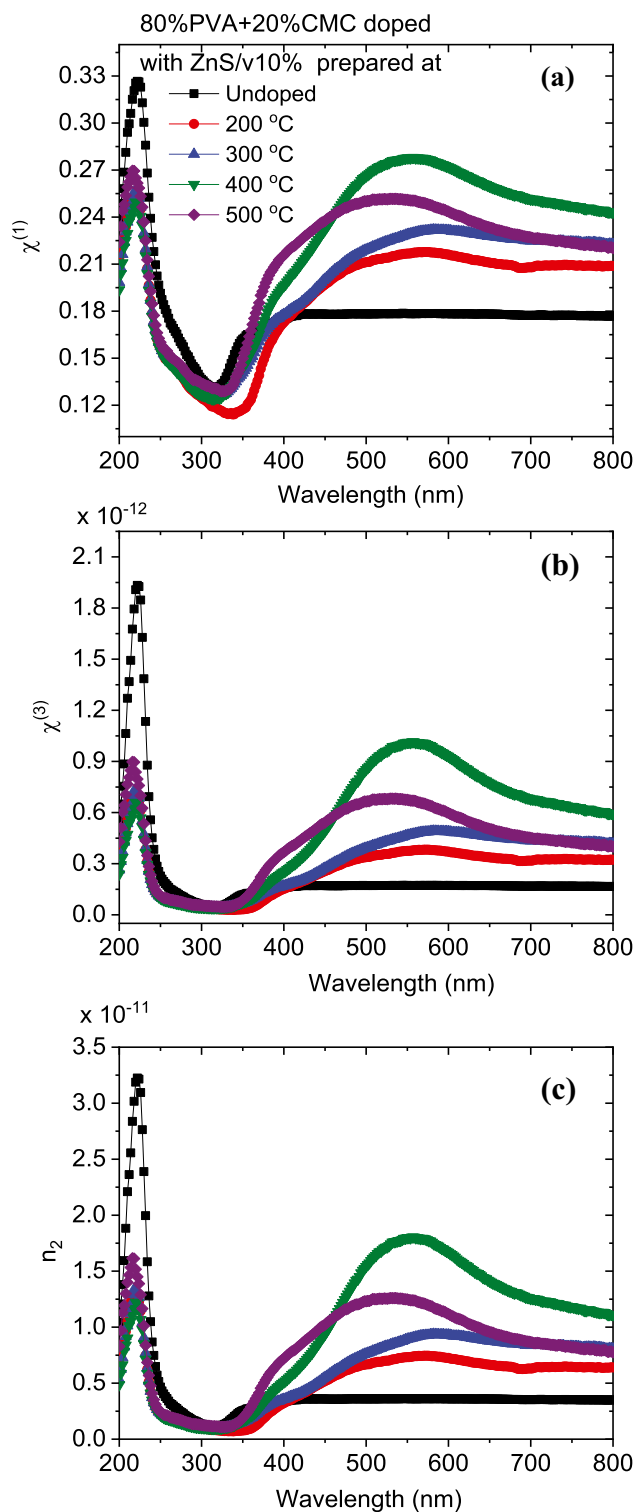 80%PVA+20%CMC doped
with ZnS/v10% prepared at
(a)
Undoped
200 °C
300 °C
400 °C
500 °C
0.33
0.30
0.27
0.24
0.21
0.18
0.15
0.12
χ(1)
200 300 400 500 600 700 800
Wavelength (nm)
x 10-12
(b)
2.1
1.8
1.5
1.2
0.9
0.6
0.3
0.0
χ(3)
200 300 400 500 600 700 800
Wavelength (nm)
x 10-11
(c)
3.5
3.0
2.5
2.0
1.5
1.0
0.5
0.0
n2
200 300 400 500 600 700 800
Wavelength (nm)